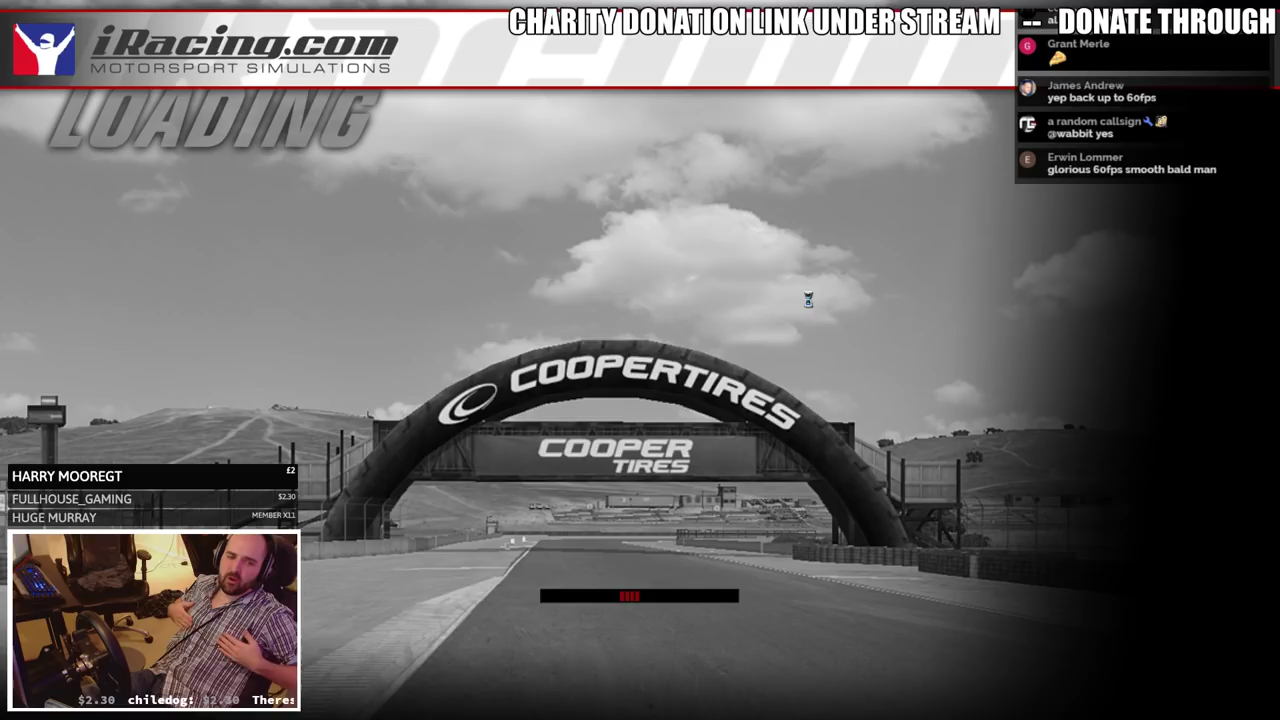 CHARITY DONATION LINK UNDER STREAM -- DONATE THROUGH
iRacing.com
MOTORSPORT SIMULATIONS
LOADING
Grant Merle
James Andrew
yep back up to 60fps
a random callsign
@wabbit yes
E
Erwin Lommer
glorious 60fps smooth bald man
COOPERTIRES
COOPER
TIRES
HARRY MOOREGT £2
FULLHOUSE_GAMING $2.30
HUGE MURRAY MEMBER X11
$2.30 chiledog: $2.30 Theres